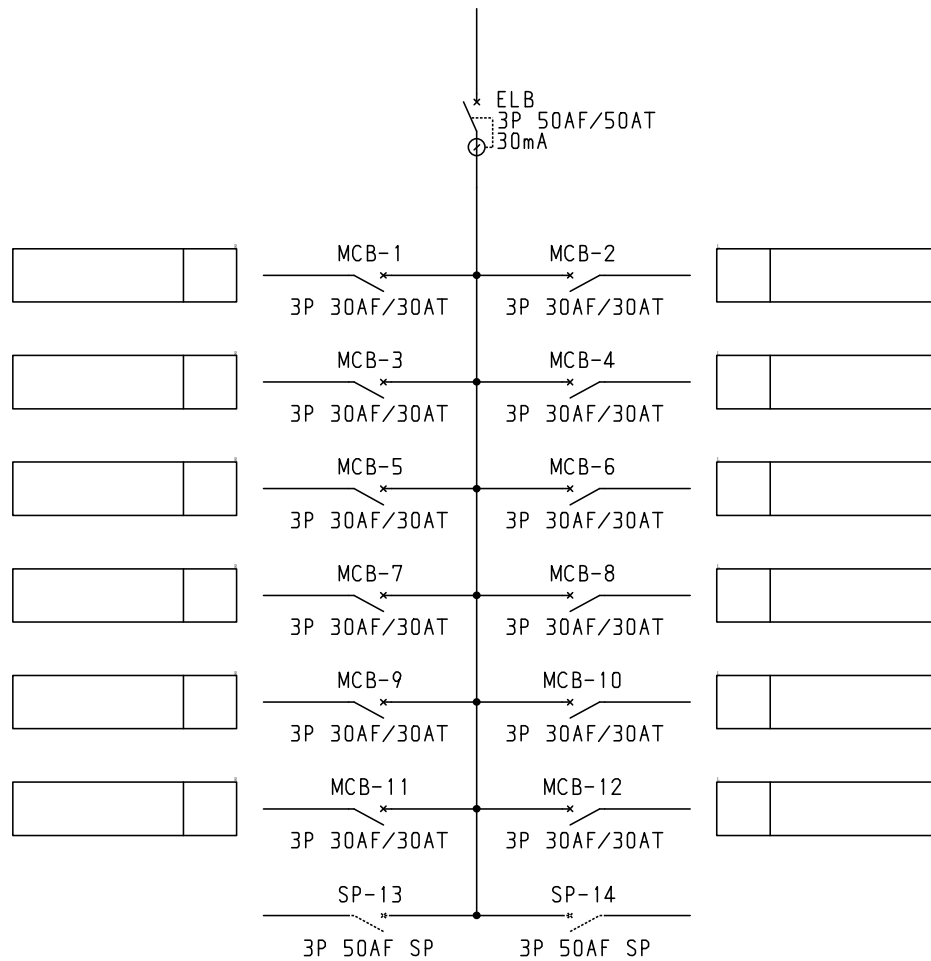 ELB
3P 50AF/50AT
30mA
MCB-1 MCB-2
3P 30AF/30AT 3P 30AF/30AT
MCB-3 MCB-4
3P 30AF/30AT 3P 30AF/30AT
MCB-5 MCB-6
3P 30AF/30AT 3P 30AF/30AT
MCB-7 MCB-8
3P 30AF/30AT 3P 30AF/30AT
MCB-9 MCB-10
3P 30AF/30AT 3P 30AF/30AT
MCB-11 MCB-12
3P 30AF/30AT 3P 30AF/30AT
SP-13 SP-14
3P 50AF SP 3P 50AF SP